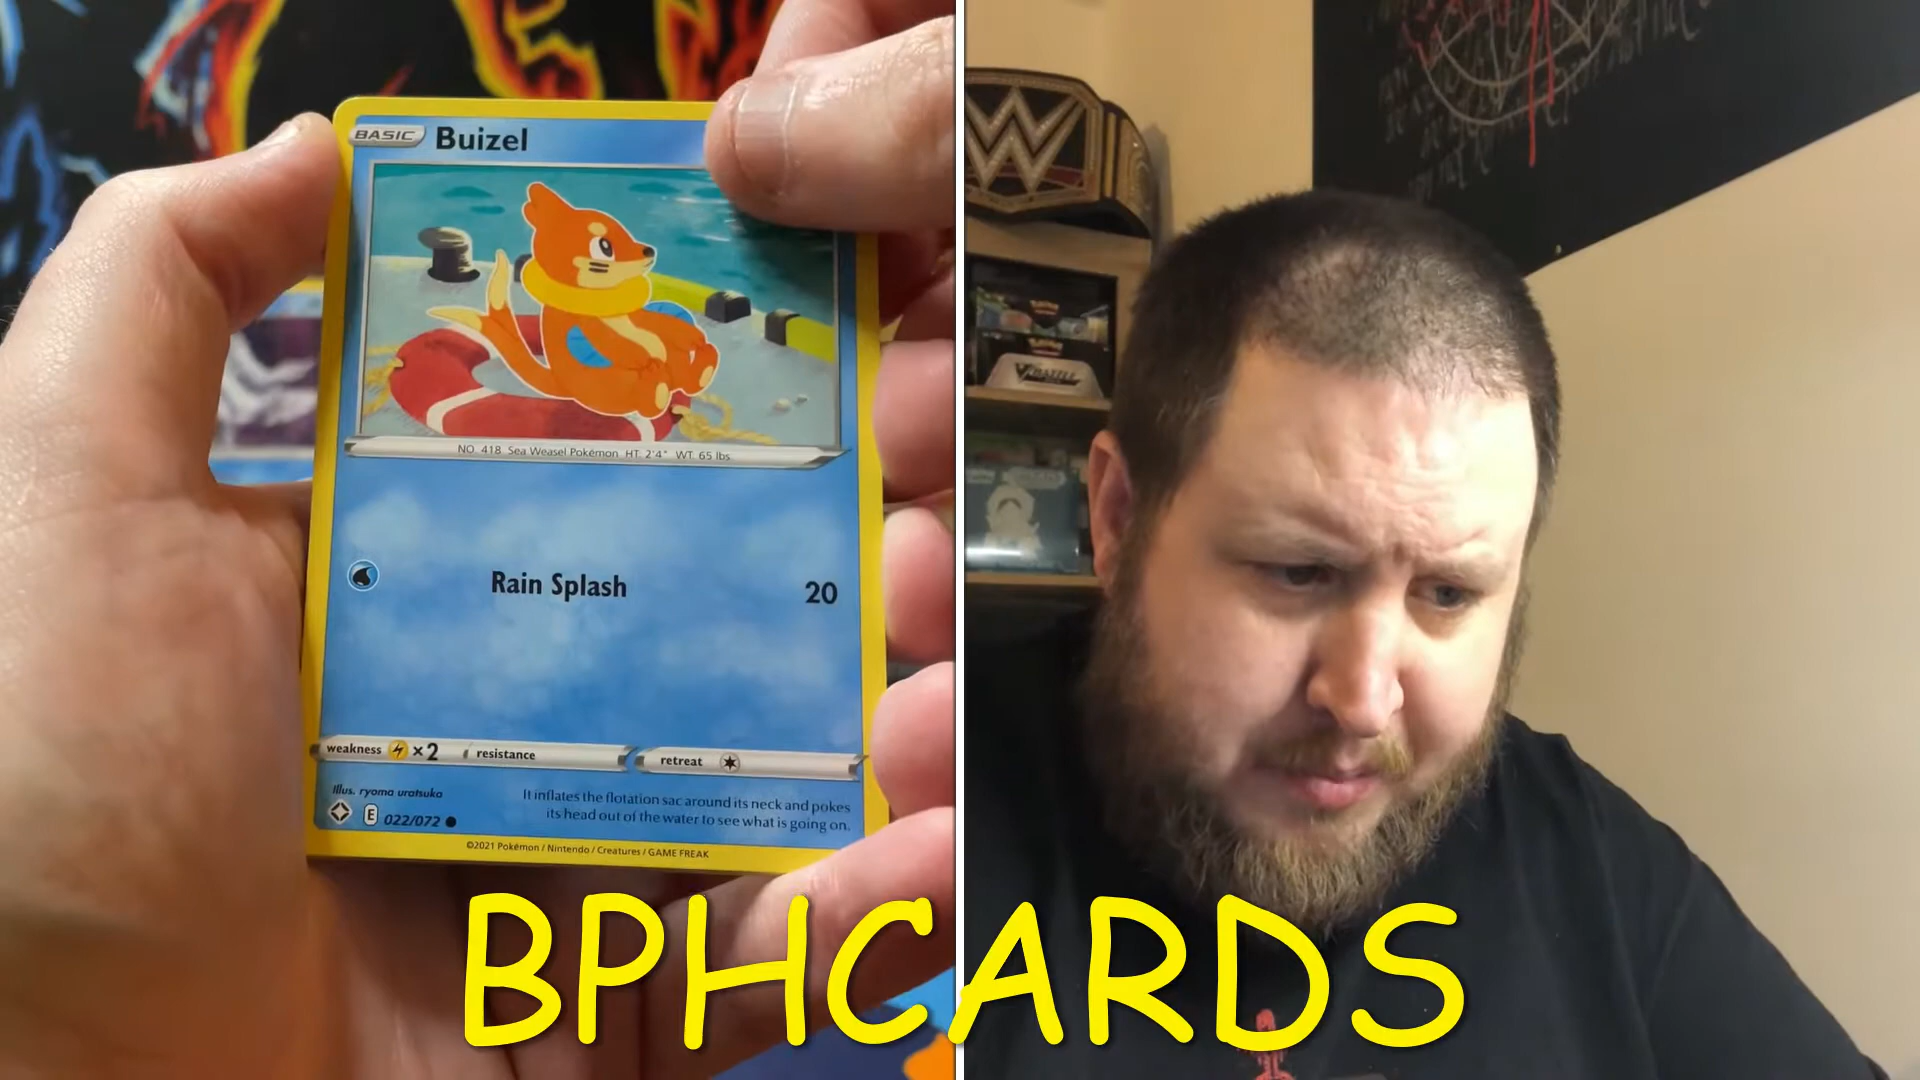 BASIC Buizel
NO. 418 Sea Weasel Pokémon HT. 2'4" WT. 65 lbs.
Rain Splash 20
weakness ×2 resistance retreat
Illus. ryoma uratsuka
It inflates the flotation sac around its neck and pokes
its head out of the water to see what is going on.
E 022/072
©2021 Pokémon / Nintendo / Creatures / GAME FREAK
W
V BATTLE
BPHCARDS